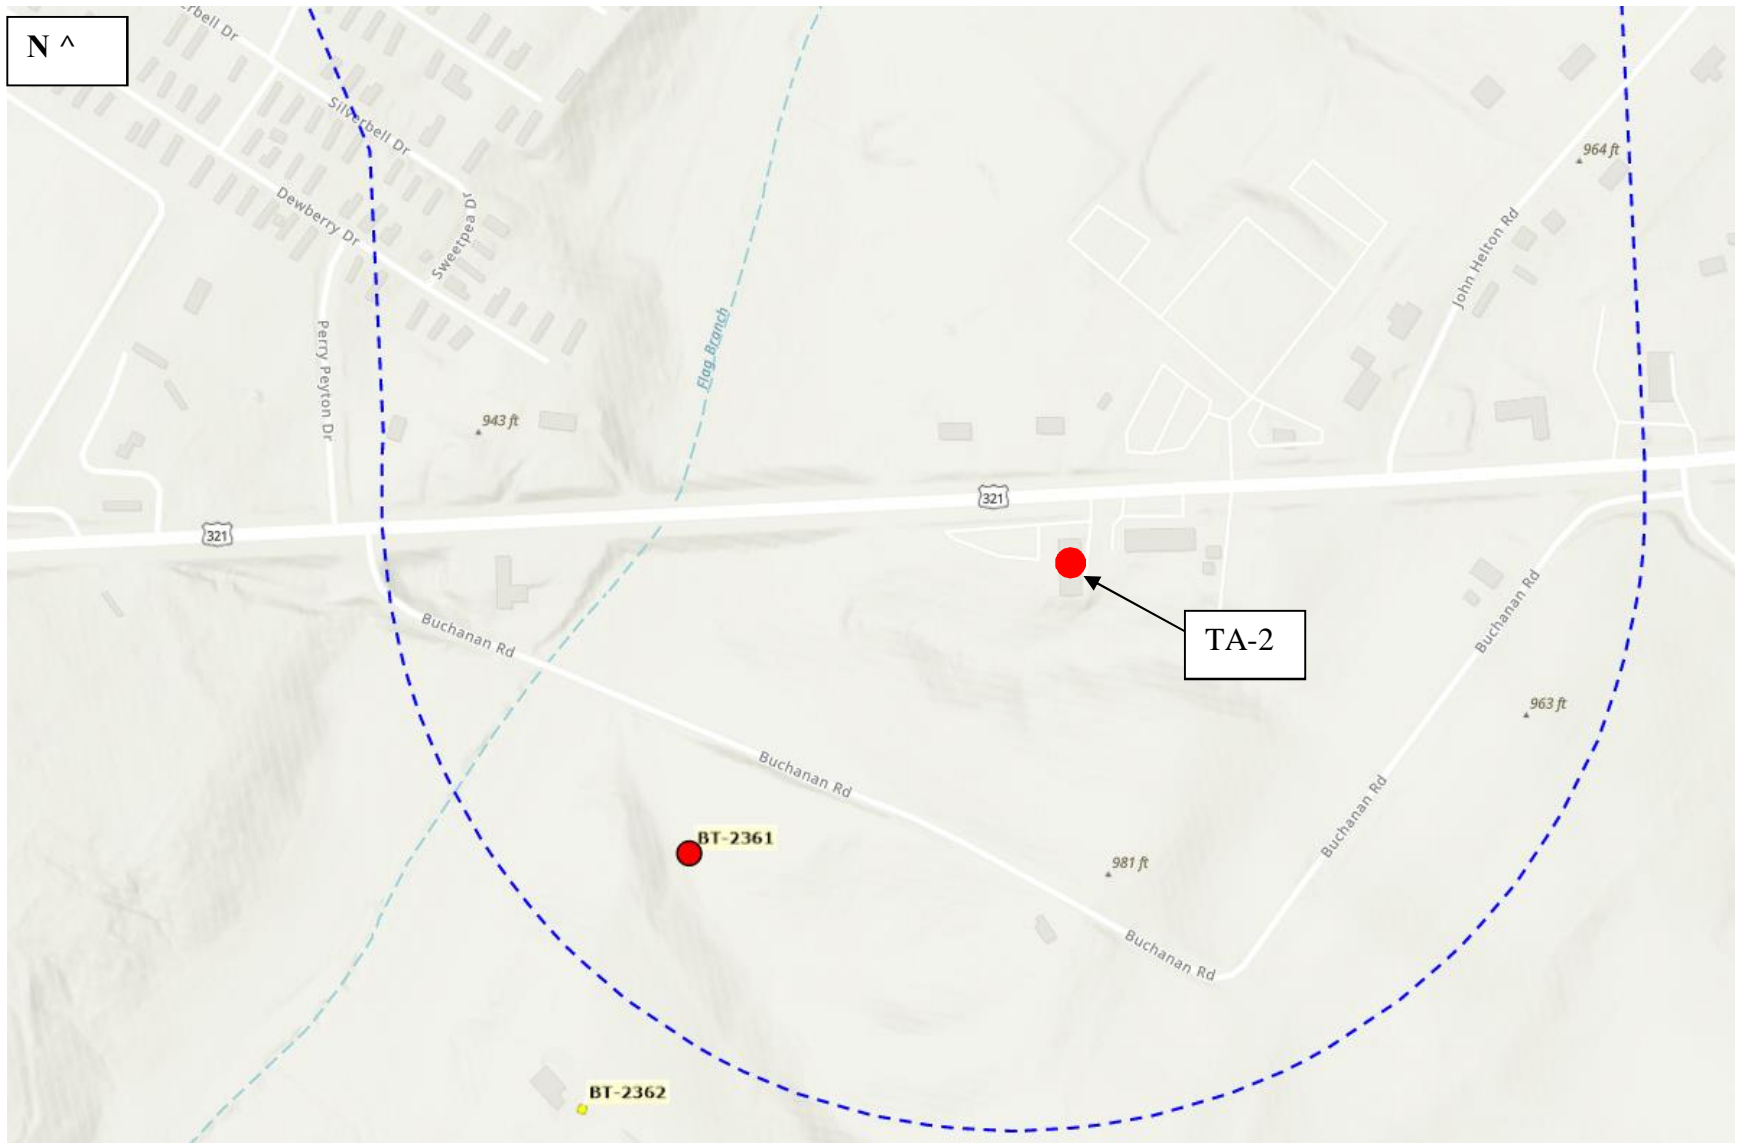 N ^
rbell Dr
Silverbell Dr
964 ft
Dewberry Dr
Sweetpea Dr
John Helton Rd
Perry Peyton Dr
Flag Branch
943 ft
321
321
Buchanan Rd
Buchanan Rd
TA-2
963 ft
Buchanan Rd
Buchanan Rd
BT-2361
981 ft
Buchanan Rd
BT-2362